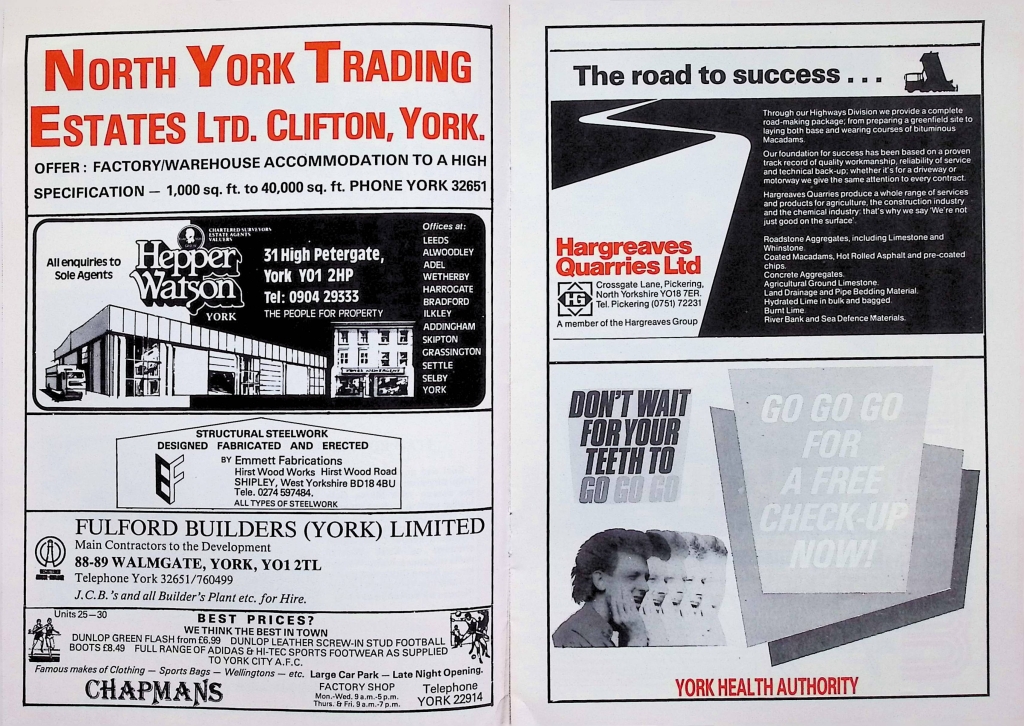 NORTH YORK TRADING
ESTATES LTD. CLIFTON, YORK.
OFFER : FACTORY/WAREHOUSE ACCOMMODATION TO A HIGH
SPECIFICATION — 1,000 sq. ft. to 40,000 sq. ft. PHONE YORK 32651
All enquiries to
Sole Agents
CHARTERED SURVEYORS
ESTATE AGENTS
VALUERS
Hepper
Watson
YORK
31 High Petergate,
York YO1 2HP
Tel: 0904 29333
THE PEOPLE FOR PROPERTY
Offices at:
LEEDS
ALWOODLEY
ADEL
WETHERBY
HARROGATE
BRADFORD
ILKLEY
ADDINGHAM
SKIPTON
GRASSINGTON
SETTLE
SELBY
YORK
STRUCTURAL STEELWORK
DESIGNED FABRICATED AND ERECTED
EF
BY Emmett Fabrications
Hirst Wood Works Hirst Wood Road
SHIPLEY, West Yorkshire BD18 4BU
Tele. 0274 597484.
ALL TYPES OF STEELWORK
FULFORD BUILDERS (YORK) LIMITED
Main Contractors to the Development
88-89 WALMGATE, YORK, YO1 2TL
Telephone York 32651/760499
J.C.B.'s and all Builder's Plant etc. for Hire.
Units 25—30
BEST PRICES?
WE THINK THE BEST IN TOWN
DUNLOP GREEN FLASH from £6.99 DUNLOP LEATHER SCREW-IN STUD FOOTBALL
BOOTS £8.49 FULL RANGE OF ADIDAS & HI-TEC SPORTS FOOTWEAR AS SUPPLIED
TO YORK CITY A.F.C.
Famous makes of Clothing — Sports Bags — Wellingtons — etc. Large Car Park — Late Night Opening.
CHAPMANS
FACTORY SHOP
Mon.-Wed. 9 a.m.-5 p.m.
Thurs. & Fri. 9 a.m.-7 p.m.
Telephone
YORK 22914
The road to success . . .
Through our Highways Division we provide a complete
road-making package; from preparing a greenfield site to
laying both base and wearing courses of bituminous
Macadams.
Our foundation for success has been based on a proven
track record of quality workmanship, reliability of service
and technical back-up; whether it's for a driveway or
motorway we give the same attention to every contract.
Hargreaves Quarries produce a whole range of services
and products for agriculture, the construction industry
and the chemical industry: that's why we say 'We're not
just good on the surface'.
Roadstone Aggregates, including Limestone and
Whinstone.
Coated Macadams, Hot Rolled Asphalt and pre-coated
chips.
Concrete Aggregates.
Agricultural Ground Limestone.
Land Drainage and Pipe Bedding Material.
Hydrated Lime in bulk and bagged.
Burnt Lime.
River Bank and Sea Defence Materials.
Hargreaves
Quarries Ltd
HG
Crossgate Lane, Pickering,
North Yorkshire YO18 7ER.
Tel. Pickering (0751) 72231
A member of the Hargreaves Group
DON'T WAIT
FOR YOUR
TEETH TO
GO GO GO
GO GO GO
FOR
A FREE
CHECK-UP
NOW!
YORK HEALTH AUTHORITY